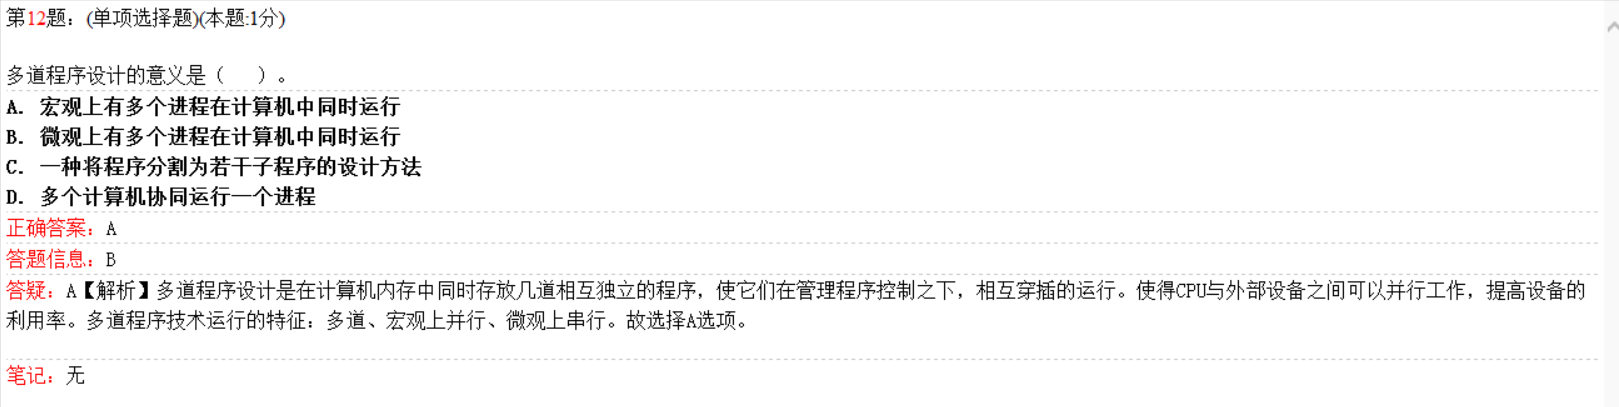 第12题：(单项选择题)(本题:1分)
多道程序设计的意义是（　）。
A. 宏观上有多个进程在计算机中同时运行
B. 微观上有多个进程在计算机中同时运行
C. 一种将程序分割为若干子程序的设计方法
D. 多个计算机协同运行一个进程
正确答案：A
答题信息：B
答疑：A【解析】多道程序设计是在计算机内存中同时存放几道相互独立的程序，使它们在管理程序控制之下，相互穿插的运行。使得CPU与外部设备之间可以并行工作，提高设备的
利用率。多道程序技术运行的特征：多道、宏观上并行、微观上串行。故选择A选项。
笔记：无